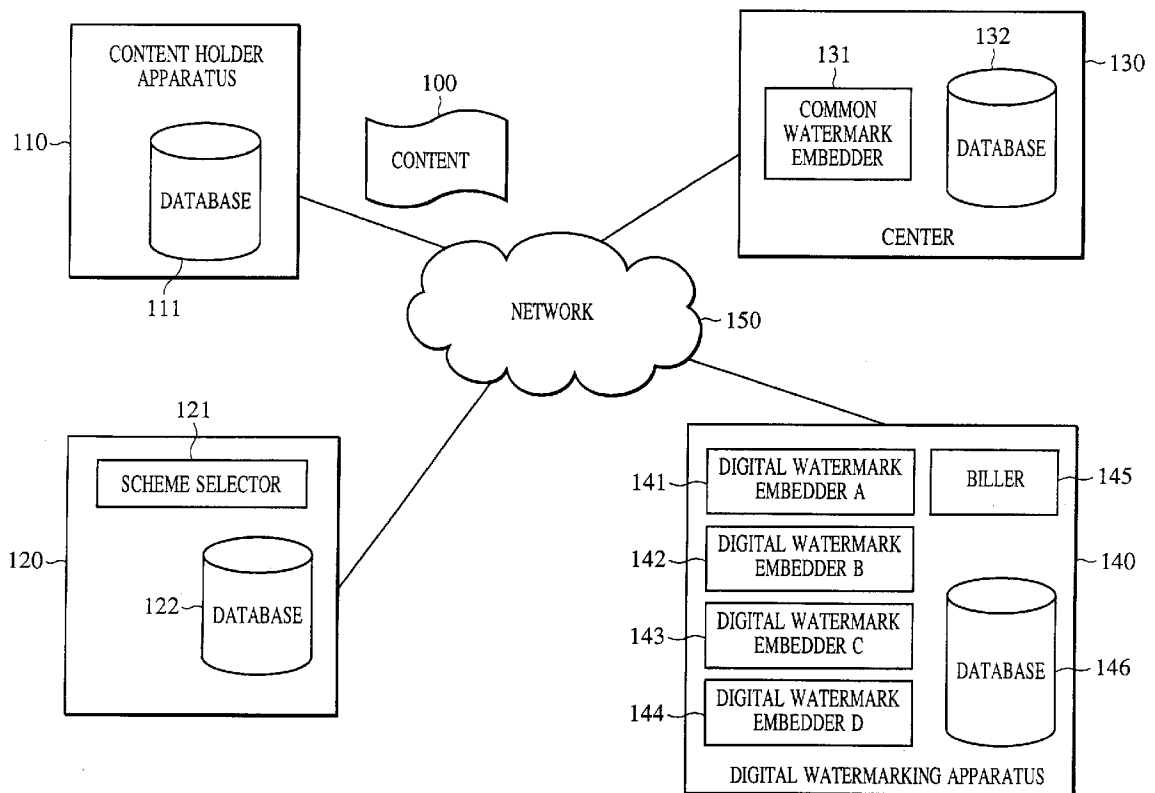 CONTENT HOLDER
APPARATUS
110
DATABASE
111
100
CONTENT
131
132
130
COMMON
WATERMARK
EMBEDDER
DATABASE
CENTER
NETWORK
150
121
SCHEME SELECTOR
120
122
DATABASE
141
DIGITAL WATERMARK
EMBEDDER A
BILLER
145
142
DIGITAL WATERMARK
EMBEDDER B
140
143
DIGITAL WATERMARK
EMBEDDER C
DATABASE
146
144
DIGITAL WATERMARK
EMBEDDER D
DIGITAL WATERMARKING APPARATUS